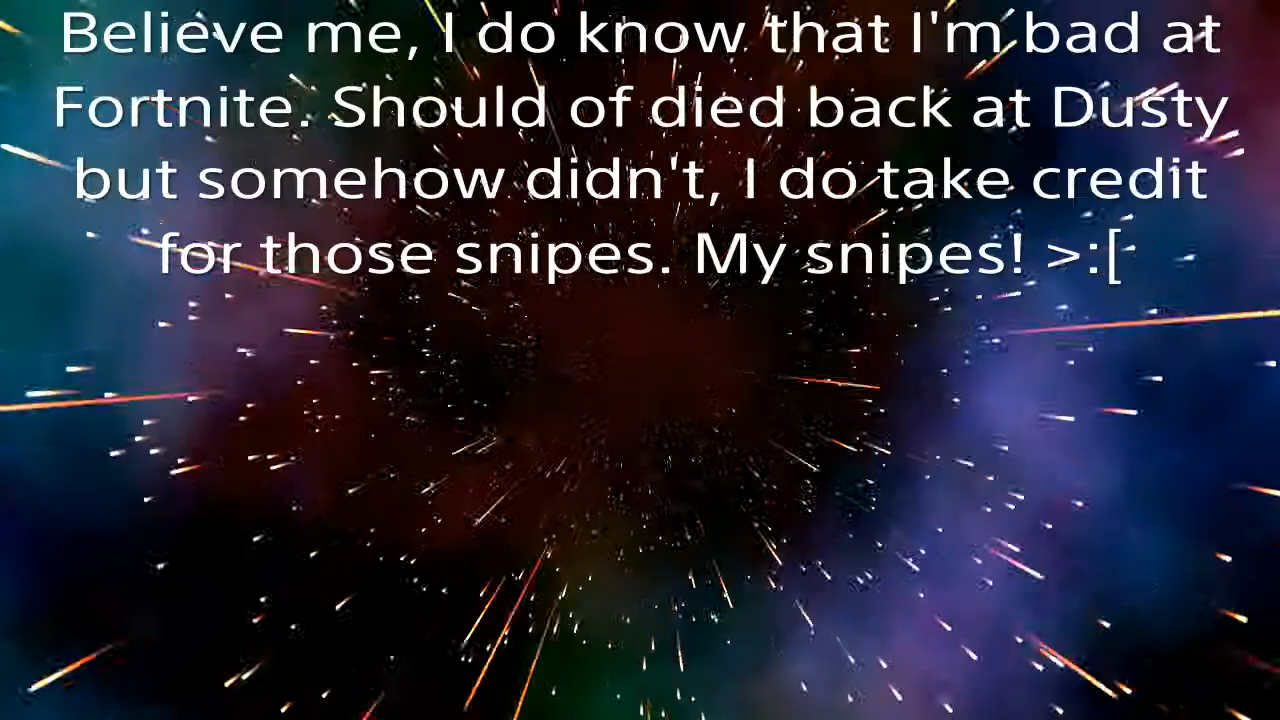 Believe me, I do know that I'm bad at
Fortnite. Should of died back at Dusty
but somehow didn't, I do take credit
for those snipes. My snipes! >:[